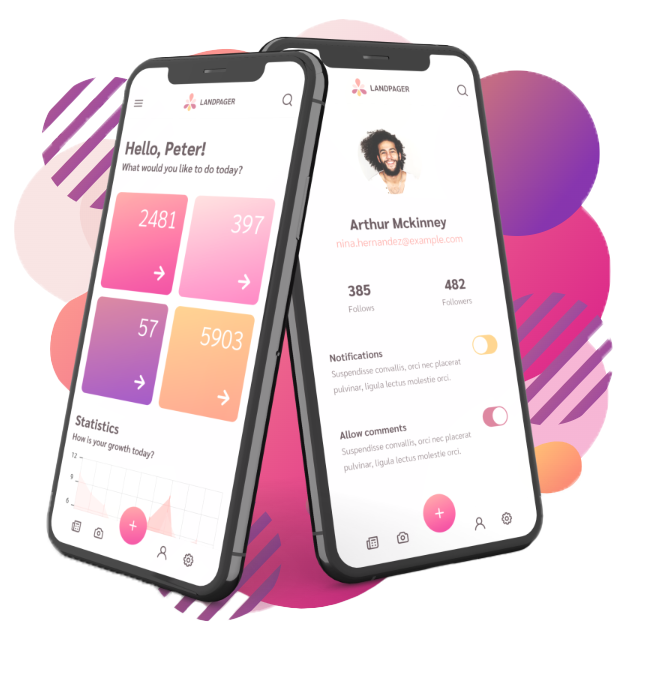 LANDPAGER
Hello, Peter!
What would you like to do today?
2481
397
57
5903
Statistics
How is your growth today?
12
9
6
LANDPAGER
Arthur Mckinney
nina.hernandez@example.com
385
482
Follows
Followers
Notifications
Suspendisse convallis, orci nec placerat
pulvinar, ligula lectus molestie orci.
Allow comments
Suspendisse convallis, orci nec placerat
pulvinar, ligula lectus molestie orci.